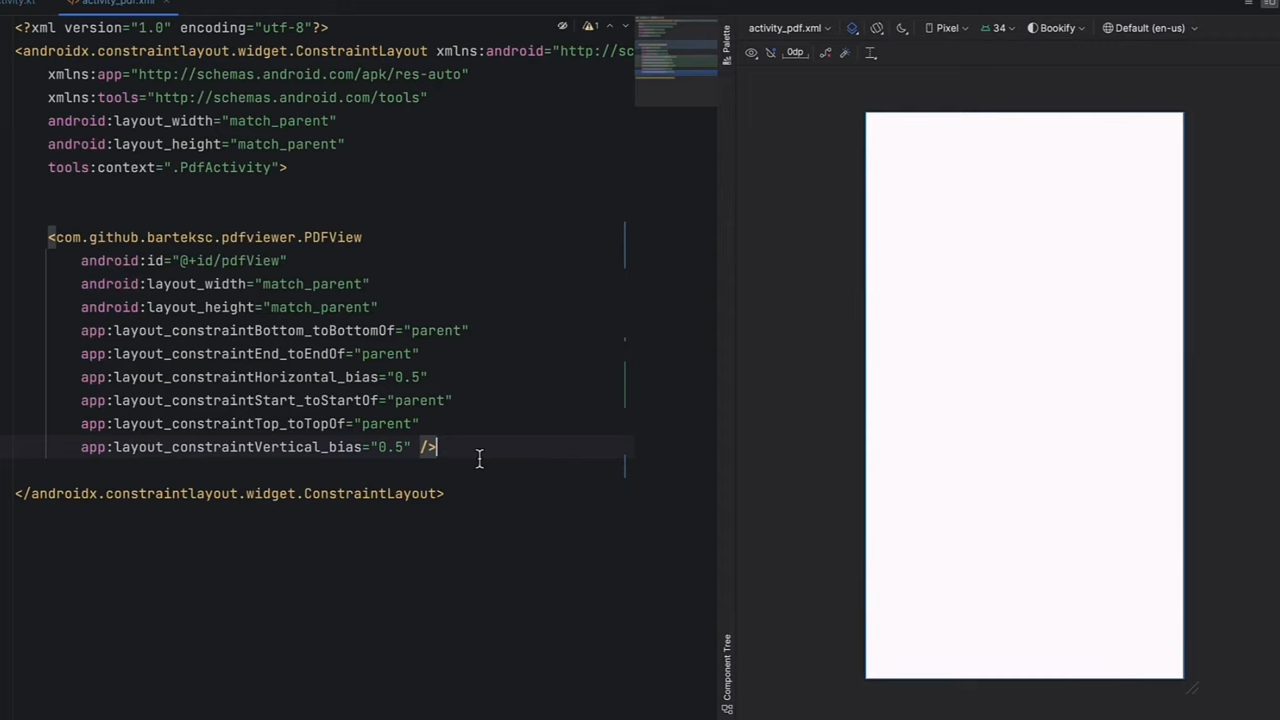 activity_pdf.xml
<?xml version="1.0" encoding="utf-8"?>
1
<androidx.constraintlayout.widget.ConstraintLayout xmlns:android="http://sc
xmlns:app="http://schemas.android.com/apk/res-auto"
xmlns:tools="http://schemas.android.com/tools"
android:layout_width="match_parent"
android:layout_height="match_parent"
tools:context=".PdfActivity">
<com.github.barteksc.pdfviewer.PDFView
android:id="@+id/pdfView"
android:layout_width="match_parent"
android:layout_height="match_parent"
app:layout_constraintBottom_toBottomOf="parent"
app:layout_constraintEnd_toEndOf="parent"
app:layout_constraintHorizontal_bias="0.5"
app:layout_constraintStart_toStartOf="parent"
app:layout_constraintTop_toTopOf="parent"
app:layout_constraintVertical_bias="0.5" />
</androidx.constraintlayout.widget.ConstraintLayout>
Palette
Component Tree
activity_pdf.xml Pixel 34 Bookify Default (en-us)
0dp